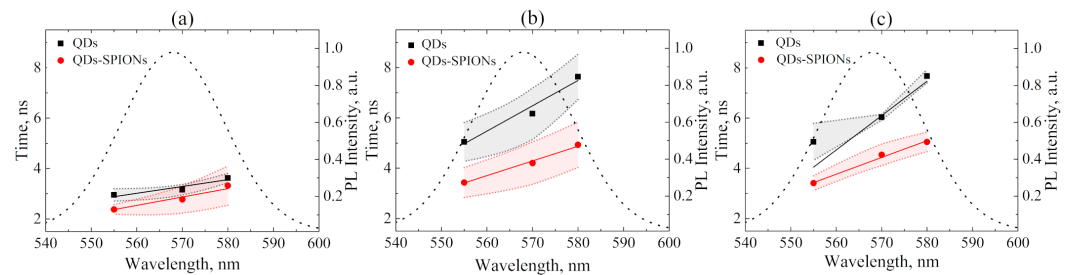 (a)
QDs
QDs-SPIONs
Time, ns
8
6
4
2
540 550 560 570 580 590 600
Wavelength, nm
1.0
0.8
0.6
0.4
0.2
PL Intensity, a.u.
(b)
QDs
QDs-SPIONs
Time, ns
8
6
4
2
540 550 560 570 580 590 600
Wavelength, nm
1.0
0.8
0.6
0.4
0.2
PL Intensity, a.u.
(c)
QDs
QDs-SPIONs
Time, ns
8
6
4
2
540 550 560 570 580 590 600
Wavelength, nm
1.0
0.8
0.6
0.4
0.2
PL Intensity, a.u.